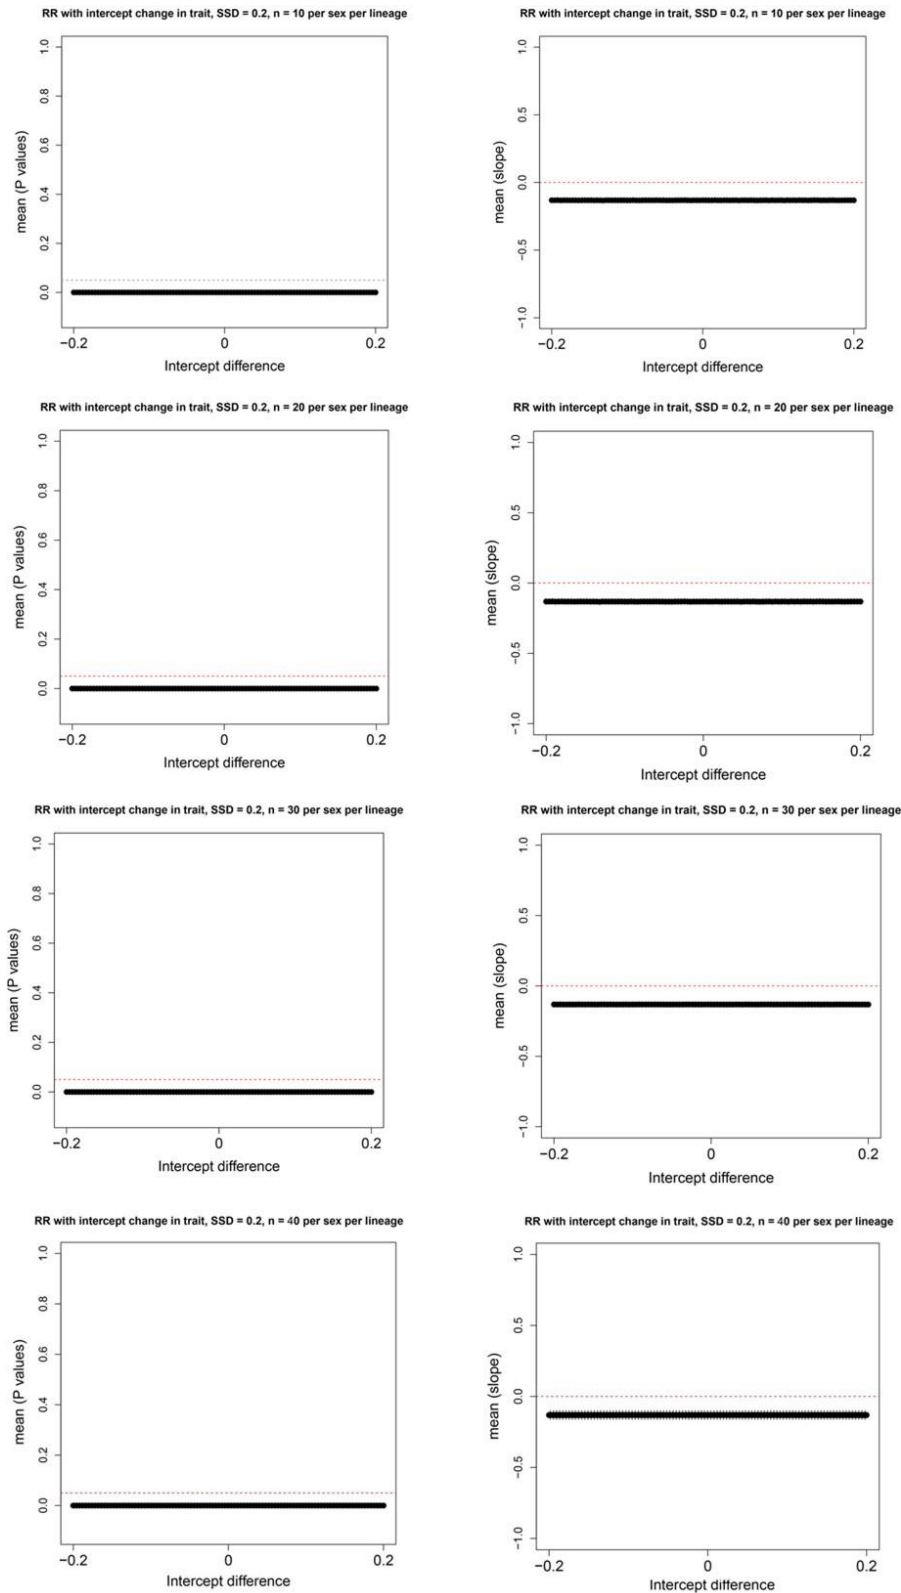 RR with intercept change in trait, SSD = 0.2, n = 10 per sex per lineage
mean (P values)
1.0
0.8
0.6
0.4
0.2
0.0
−0.2 0 0.2
Intercept difference
RR with intercept change in trait, SSD = 0.2, n = 10 per sex per lineage
mean (slope)
1.0
0.5
0.0
−0.5
−1.0
−0.2 0 0.2
Intercept difference
RR with intercept change in trait, SSD = 0.2, n = 20 per sex per lineage
mean (P values)
1.0
0.8
0.6
0.4
0.2
0.0
−0.2 0 0.2
Intercept difference
RR with intercept change in trait, SSD = 0.2, n = 20 per sex per lineage
mean (slope)
1.0
0.5
0.0
−0.5
−1.0
−0.2 0 0.2
Intercept difference
RR with intercept change in trait, SSD = 0.2, n = 30 per sex per lineage
mean (P values)
1.0
0.8
0.6
0.4
0.2
0.0
−0.2 0 0.2
Intercept difference
RR with intercept change in trait, SSD = 0.2, n = 30 per sex per lineage
mean (slope)
1.0
0.5
0.0
−0.5
−1.0
−0.2 0 0.2
Intercept difference
RR with intercept change in trait, SSD = 0.2, n = 40 per sex per lineage
mean (P values)
1.0
0.8
0.6
0.4
0.2
0.0
−0.2 0 0.2
Intercept difference
RR with intercept change in trait, SSD = 0.2, n = 40 per sex per lineage
mean (slope)
1.0
0.5
0.0
−0.5
−1.0
−0.2 0 0.2
Intercept difference